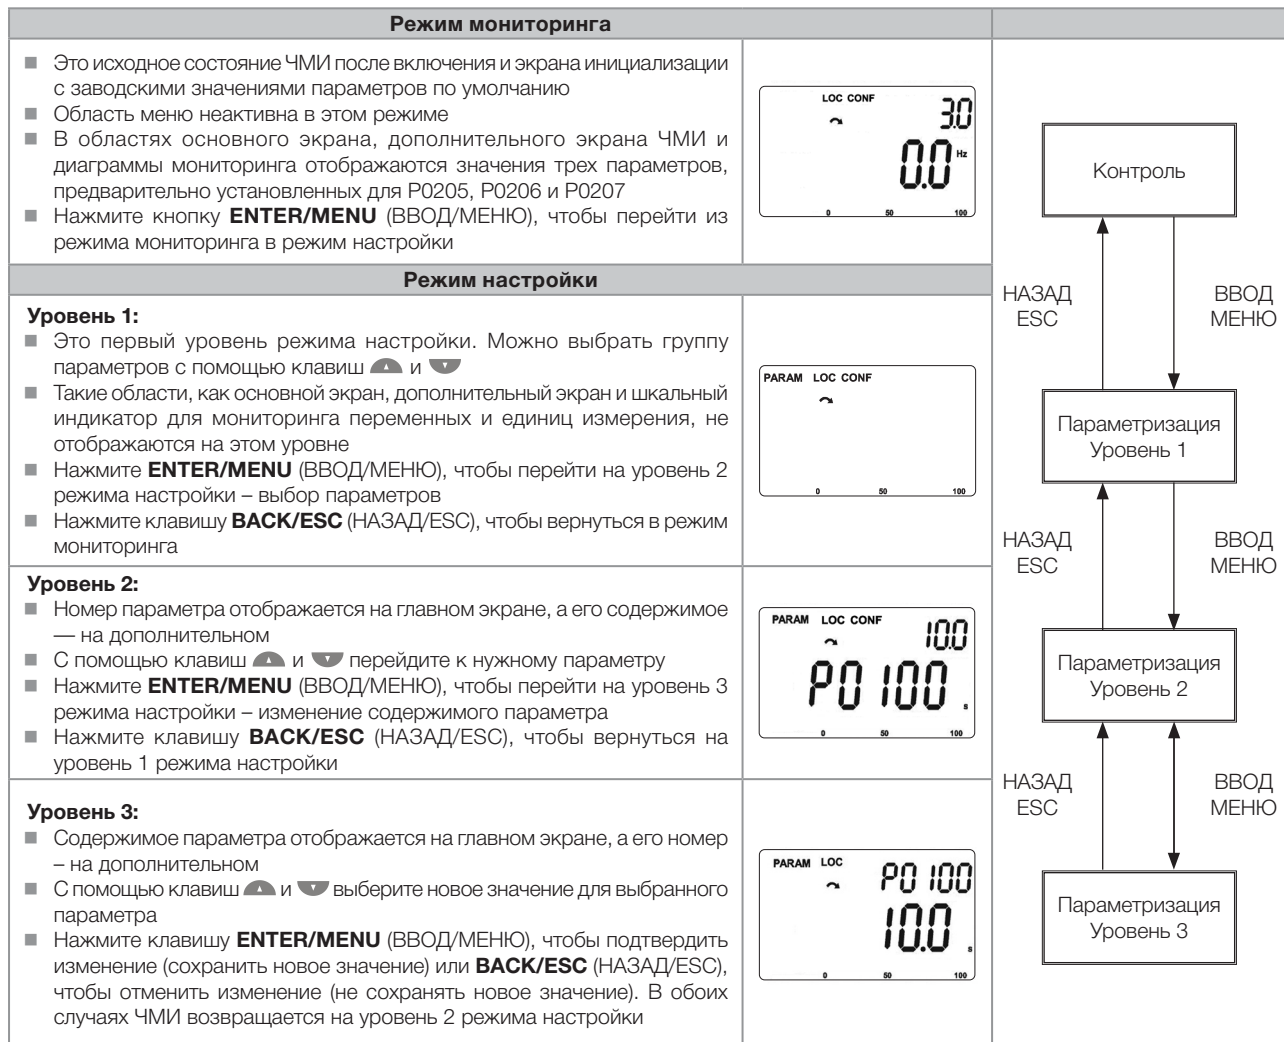 Режим мониторинга
■ Это исходное состояние ЧМИ после включения и экрана инициализации
с заводскими значениями параметров по умолчанию
■ Область меню неактивна в этом режиме
■ В областях основного экрана, дополнительного экрана ЧМИ и
диаграммы мониторинга отображаются значения трех параметров,
предварительно установленных для P0205, P0206 и P0207
■ Нажмите кнопку ENTER/MENU (ВВОД/МЕНЮ), чтобы перейти из
режима мониторинга в режим настройки
LOC CONF
3.0
0.0 Hz
0 50 100
Режим настройки
Уровень 1:
■ Это первый уровень режима настройки. Можно выбрать группу
параметров с помощью клавиш и
■ Такие области, как основной экран, дополнительный экран и шкальный
индикатор для мониторинга переменных и единиц измерения, не
отображаются на этом уровне
■ Нажмите ENTER/MENU (ВВОД/МЕНЮ), чтобы перейти на уровень 2
режима настройки – выбор параметров
■ Нажмите клавишу BACK/ESC (НАЗАД/ESC), чтобы вернуться в режим
мониторинга
PARAM LOC CONF
0 50 100
Уровень 2:
■ Номер параметра отображается на главном экране, а его содержимое
— на дополнительном
■ С помощью клавиш и перейдите к нужному параметру
■ Нажмите ENTER/MENU (ВВОД/МЕНЮ), чтобы перейти на уровень 3
режима настройки – изменение содержимого параметра
■ Нажмите клавишу BACK/ESC (НАЗАД/ESC), чтобы вернуться на
уровень 1 режима настройки
PARAM LOC CONF
10.0
P0100 s
0 50 100
Уровень 3:
■ Содержимое параметра отображается на главном экране, а его номер
– на дополнительном
■ С помощью клавиш и выберите новое значение для выбранного
параметра
■ Нажмите клавишу ENTER/MENU (ВВОД/МЕНЮ), чтобы подтвердить
изменение (сохранить новое значение) или BACK/ESC (НАЗАД/ESC),
чтобы отменить изменение (не сохранять новое значение). В обоих
случаях ЧМИ возвращается на уровень 2 режима настройки
PARAM LOC
P0100
10.0 s
0 50 100
Контроль
НАЗАД
ESC
ВВОД
МЕНЮ
Параметризация
Уровень 1
НАЗАД
ESC
ВВОД
МЕНЮ
Параметризация
Уровень 2
НАЗАД
ESC
ВВОД
МЕНЮ
Параметризация
Уровень 3